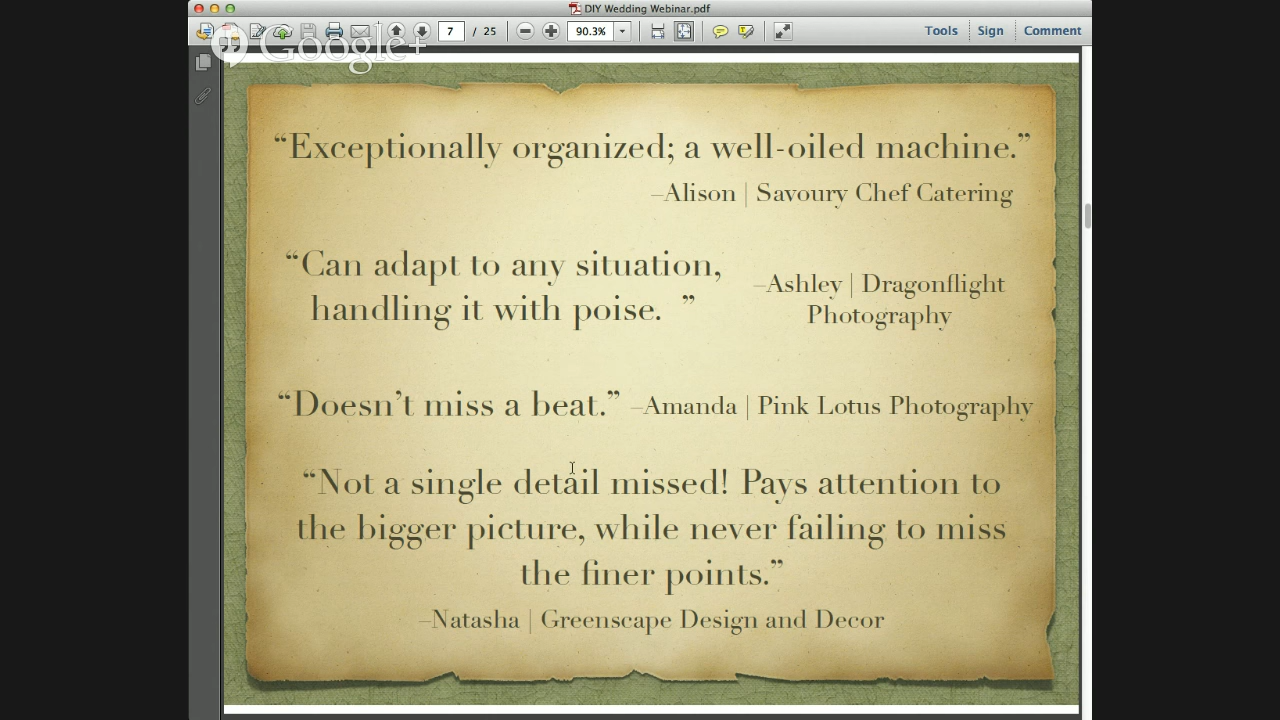 DIY Wedding Webinar.pdf
7 / 25 90.3% Tools Sign Comment
Google+
“Exceptionally organized; a well-oiled machine.”
–Alison | Savoury Chef Catering
“Can adapt to any situation,
handling it with poise. ”
–Ashley | Dragonflight
Photography
“Doesn’t miss a beat.” –Amanda | Pink Lotus Photography
“Not a single detail missed! Pays attention to
the bigger picture, while never failing to miss
the finer points.”
–Natasha | Greenscape Design and Decor